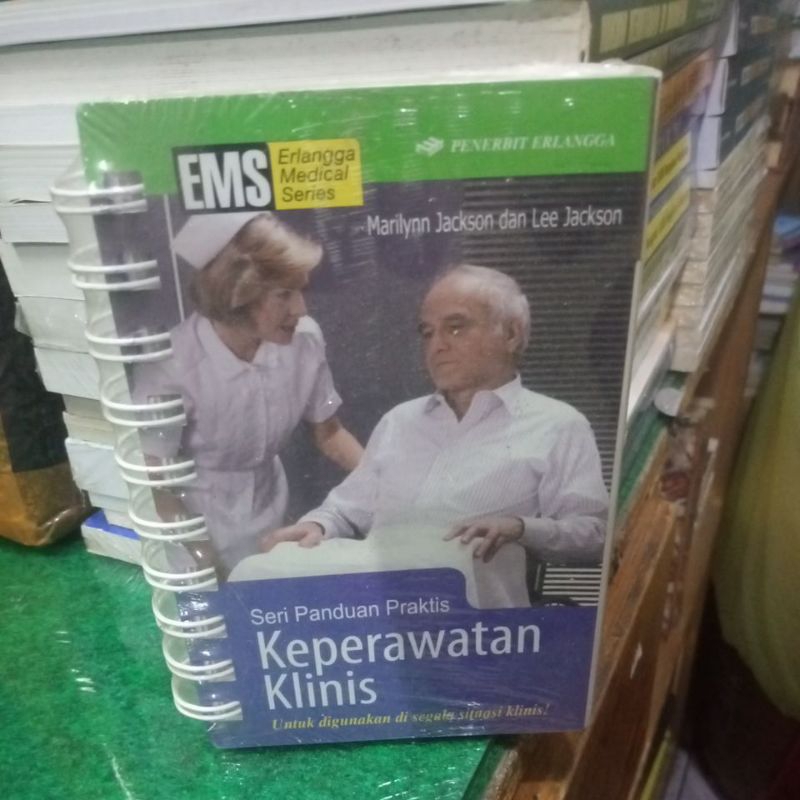 EMS
Erlangga
Medical
Series
PENERBIT ERLANGGA
Marilynn Jackson dan Lee Jackson
Seri Panduan Praktis
Keperawatan
Klinis
Untuk digunakan di segala situasi klinis!